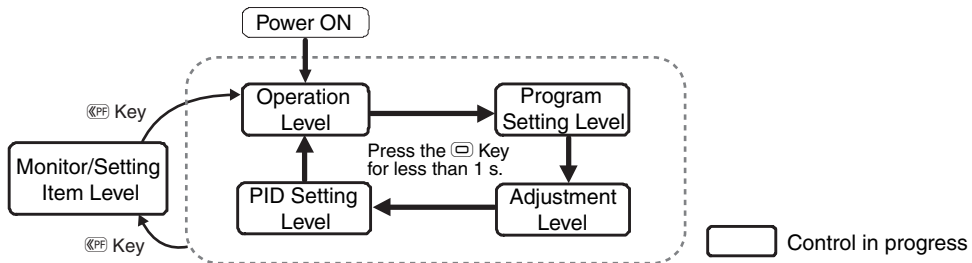 Power ON
Operation
Level
Program
Setting Level
PF Key
Press the Key
for less than 1 s.
Monitor/Setting
Item Level
PID Setting
Level
Adjustment
Level
PF Key
Control in progress